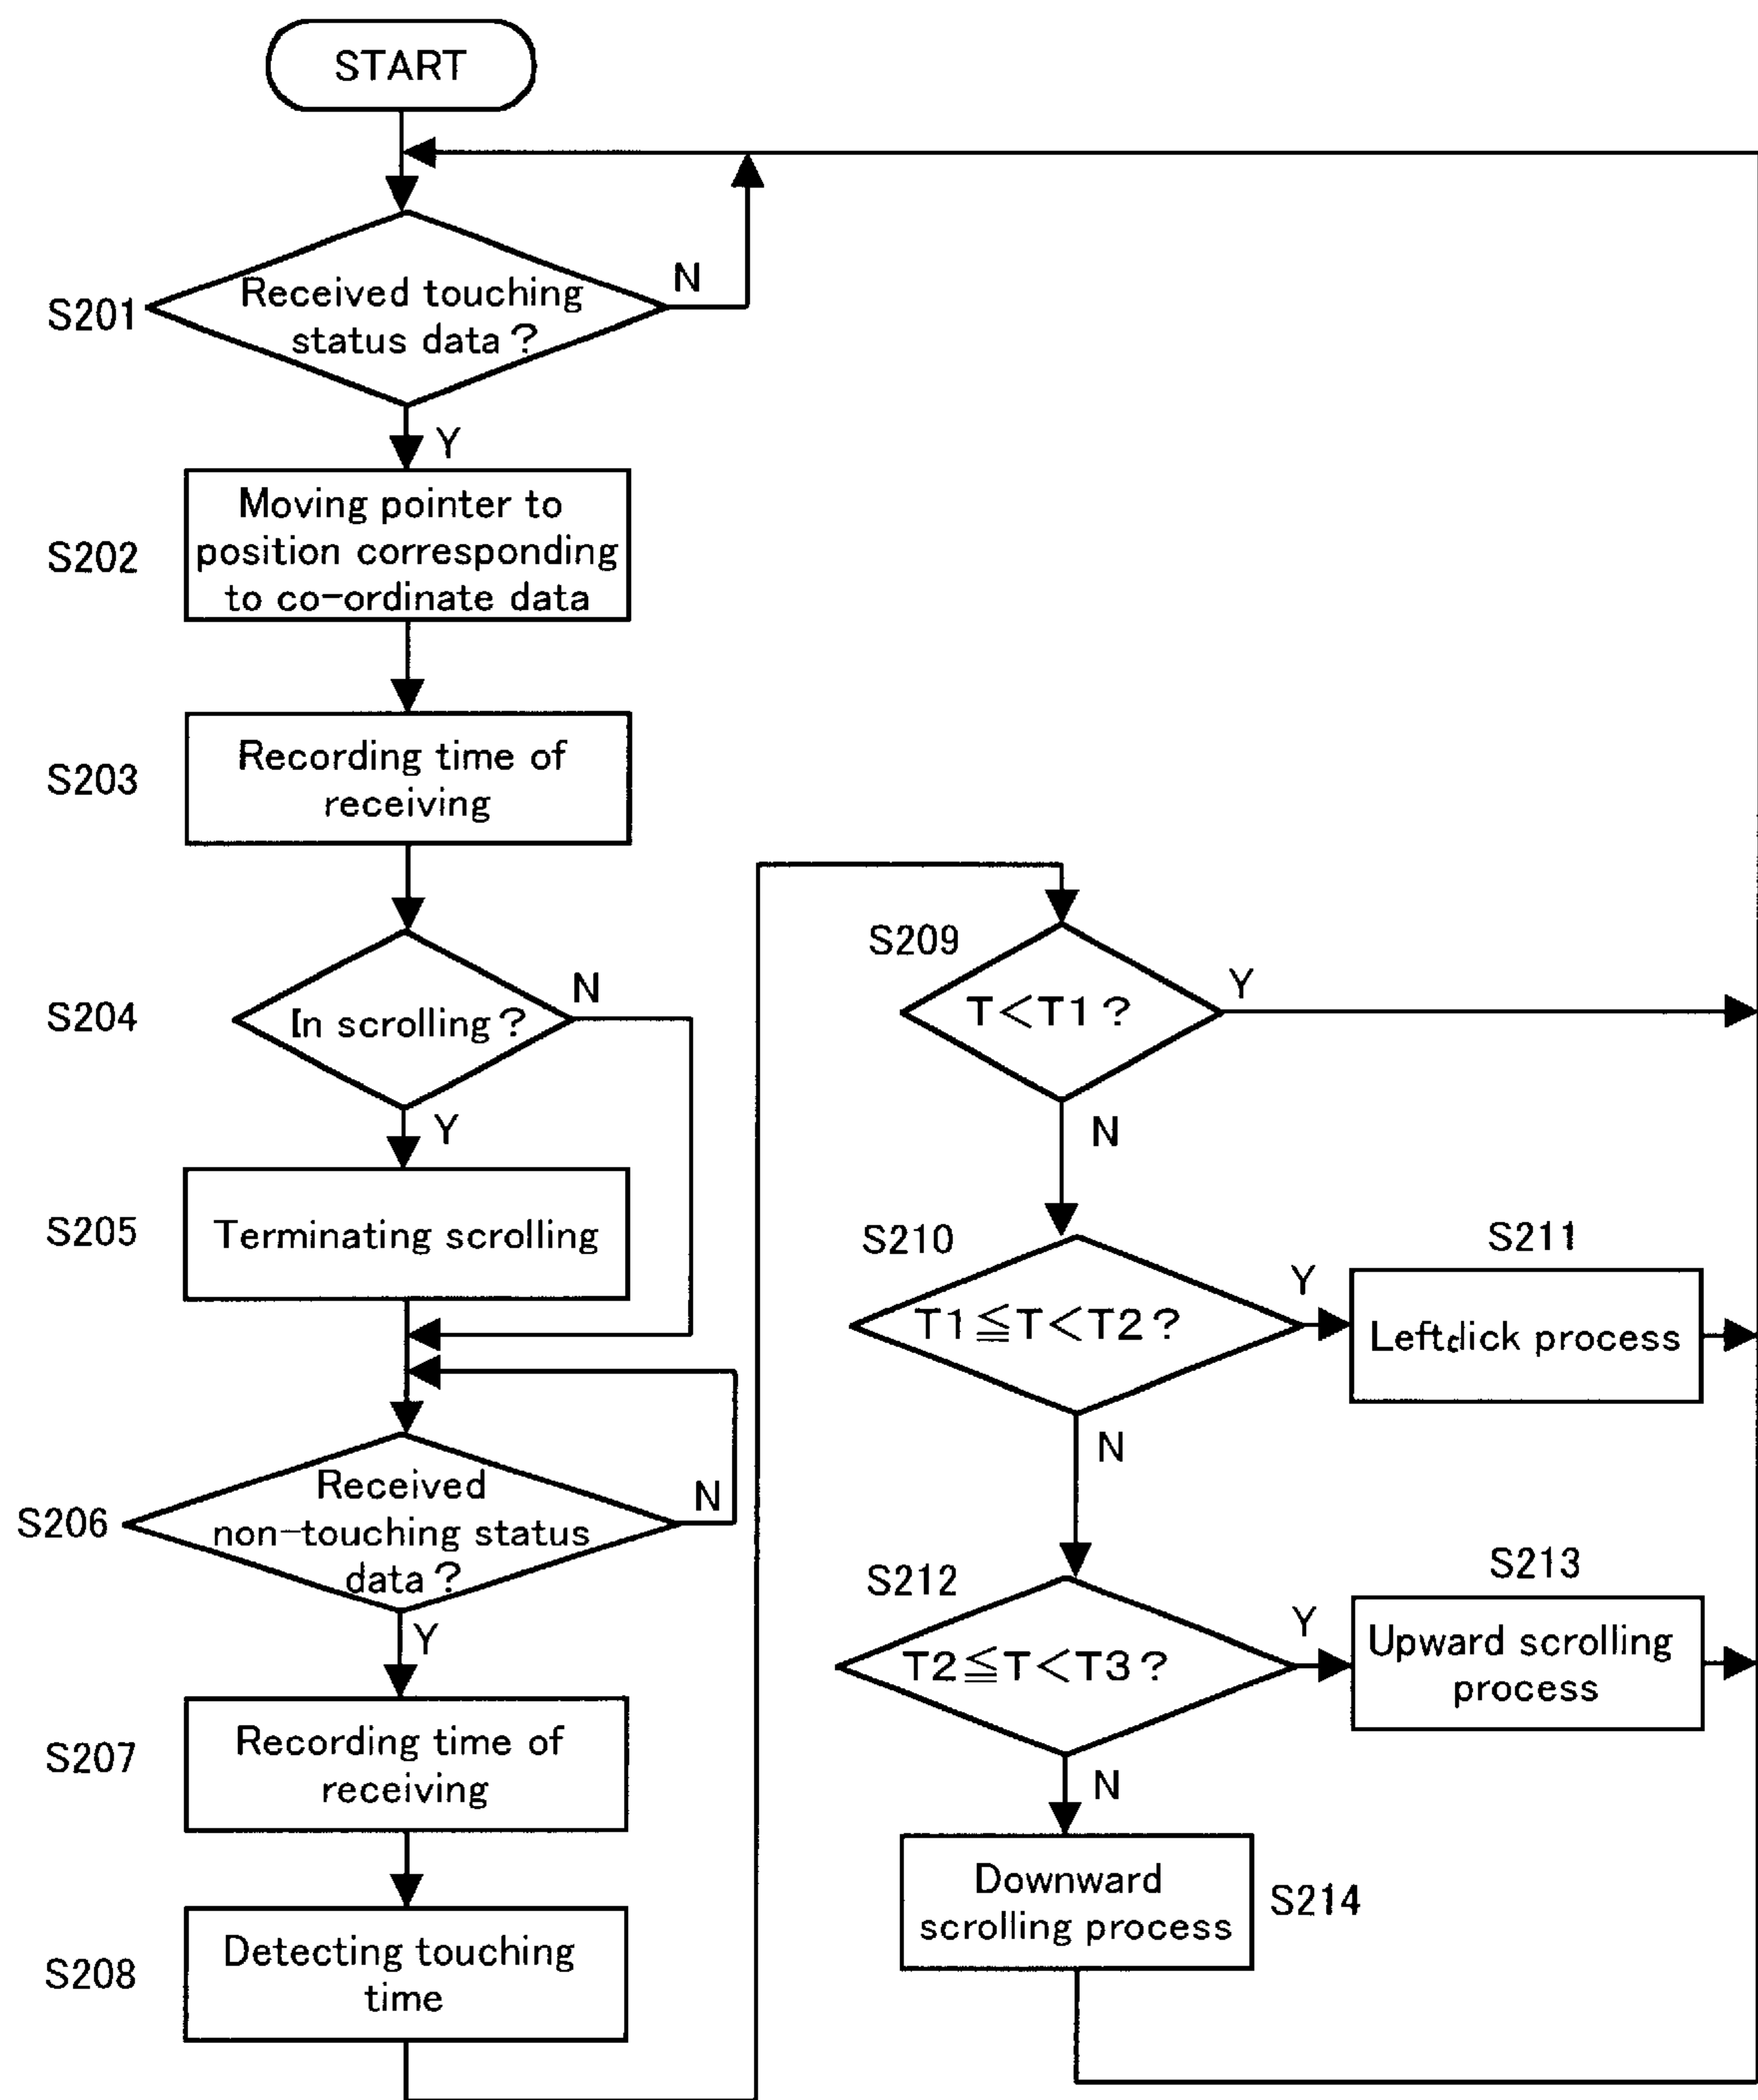 START
S201
Received touching
status data?
N
Y
S202
Moving pointer to
position corresponding
to co-ordinate data
S203
Recording time of
receiving
S204
In scrolling?
N
Y
S205
Terminating scrolling
S206
Received
non-touching status
data?
N
Y
S207
Recording time of
receiving
S208
Detecting touching
time
S209
T<T1?
Y
N
S210
T1≦T<T2?
Y
S211
Leftclick process
N
S212
T2≦T<T3?
Y
S213
Upward scrolling
process
N
Downward
scrolling process
S214